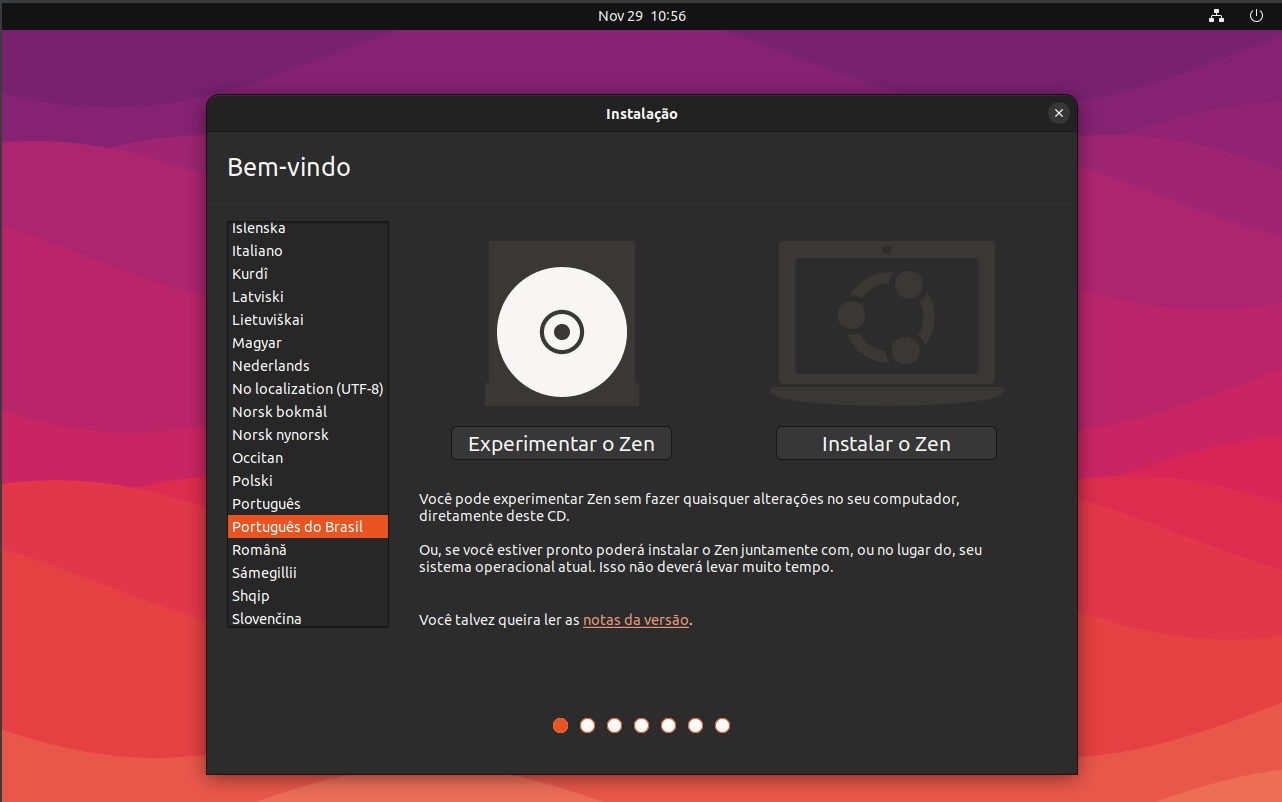 Nov 29 10:56
Instalação
Bem-vindo
Íslenska
Italiano
Kurdî
Latviski
Lietuviškai
Magyar
Nederlands
No localization (UTF-8)
Norsk bokmål
Norsk nynorsk
Occitan
Polski
Português
Português do Brasil
Română
Sámegillii
Shqip
Slovenčina
Experimentar o Zen
Instalar o Zen
Você pode experimentar Zen sem fazer quaisquer alterações no seu computador,
diretamente deste CD.
Ou, se você estiver pronto poderá instalar o Zen juntamente com, ou no lugar do, seu
sistema operacional atual. Isso não deverá levar muito tempo.
Você talvez queira ler as notas da versão.